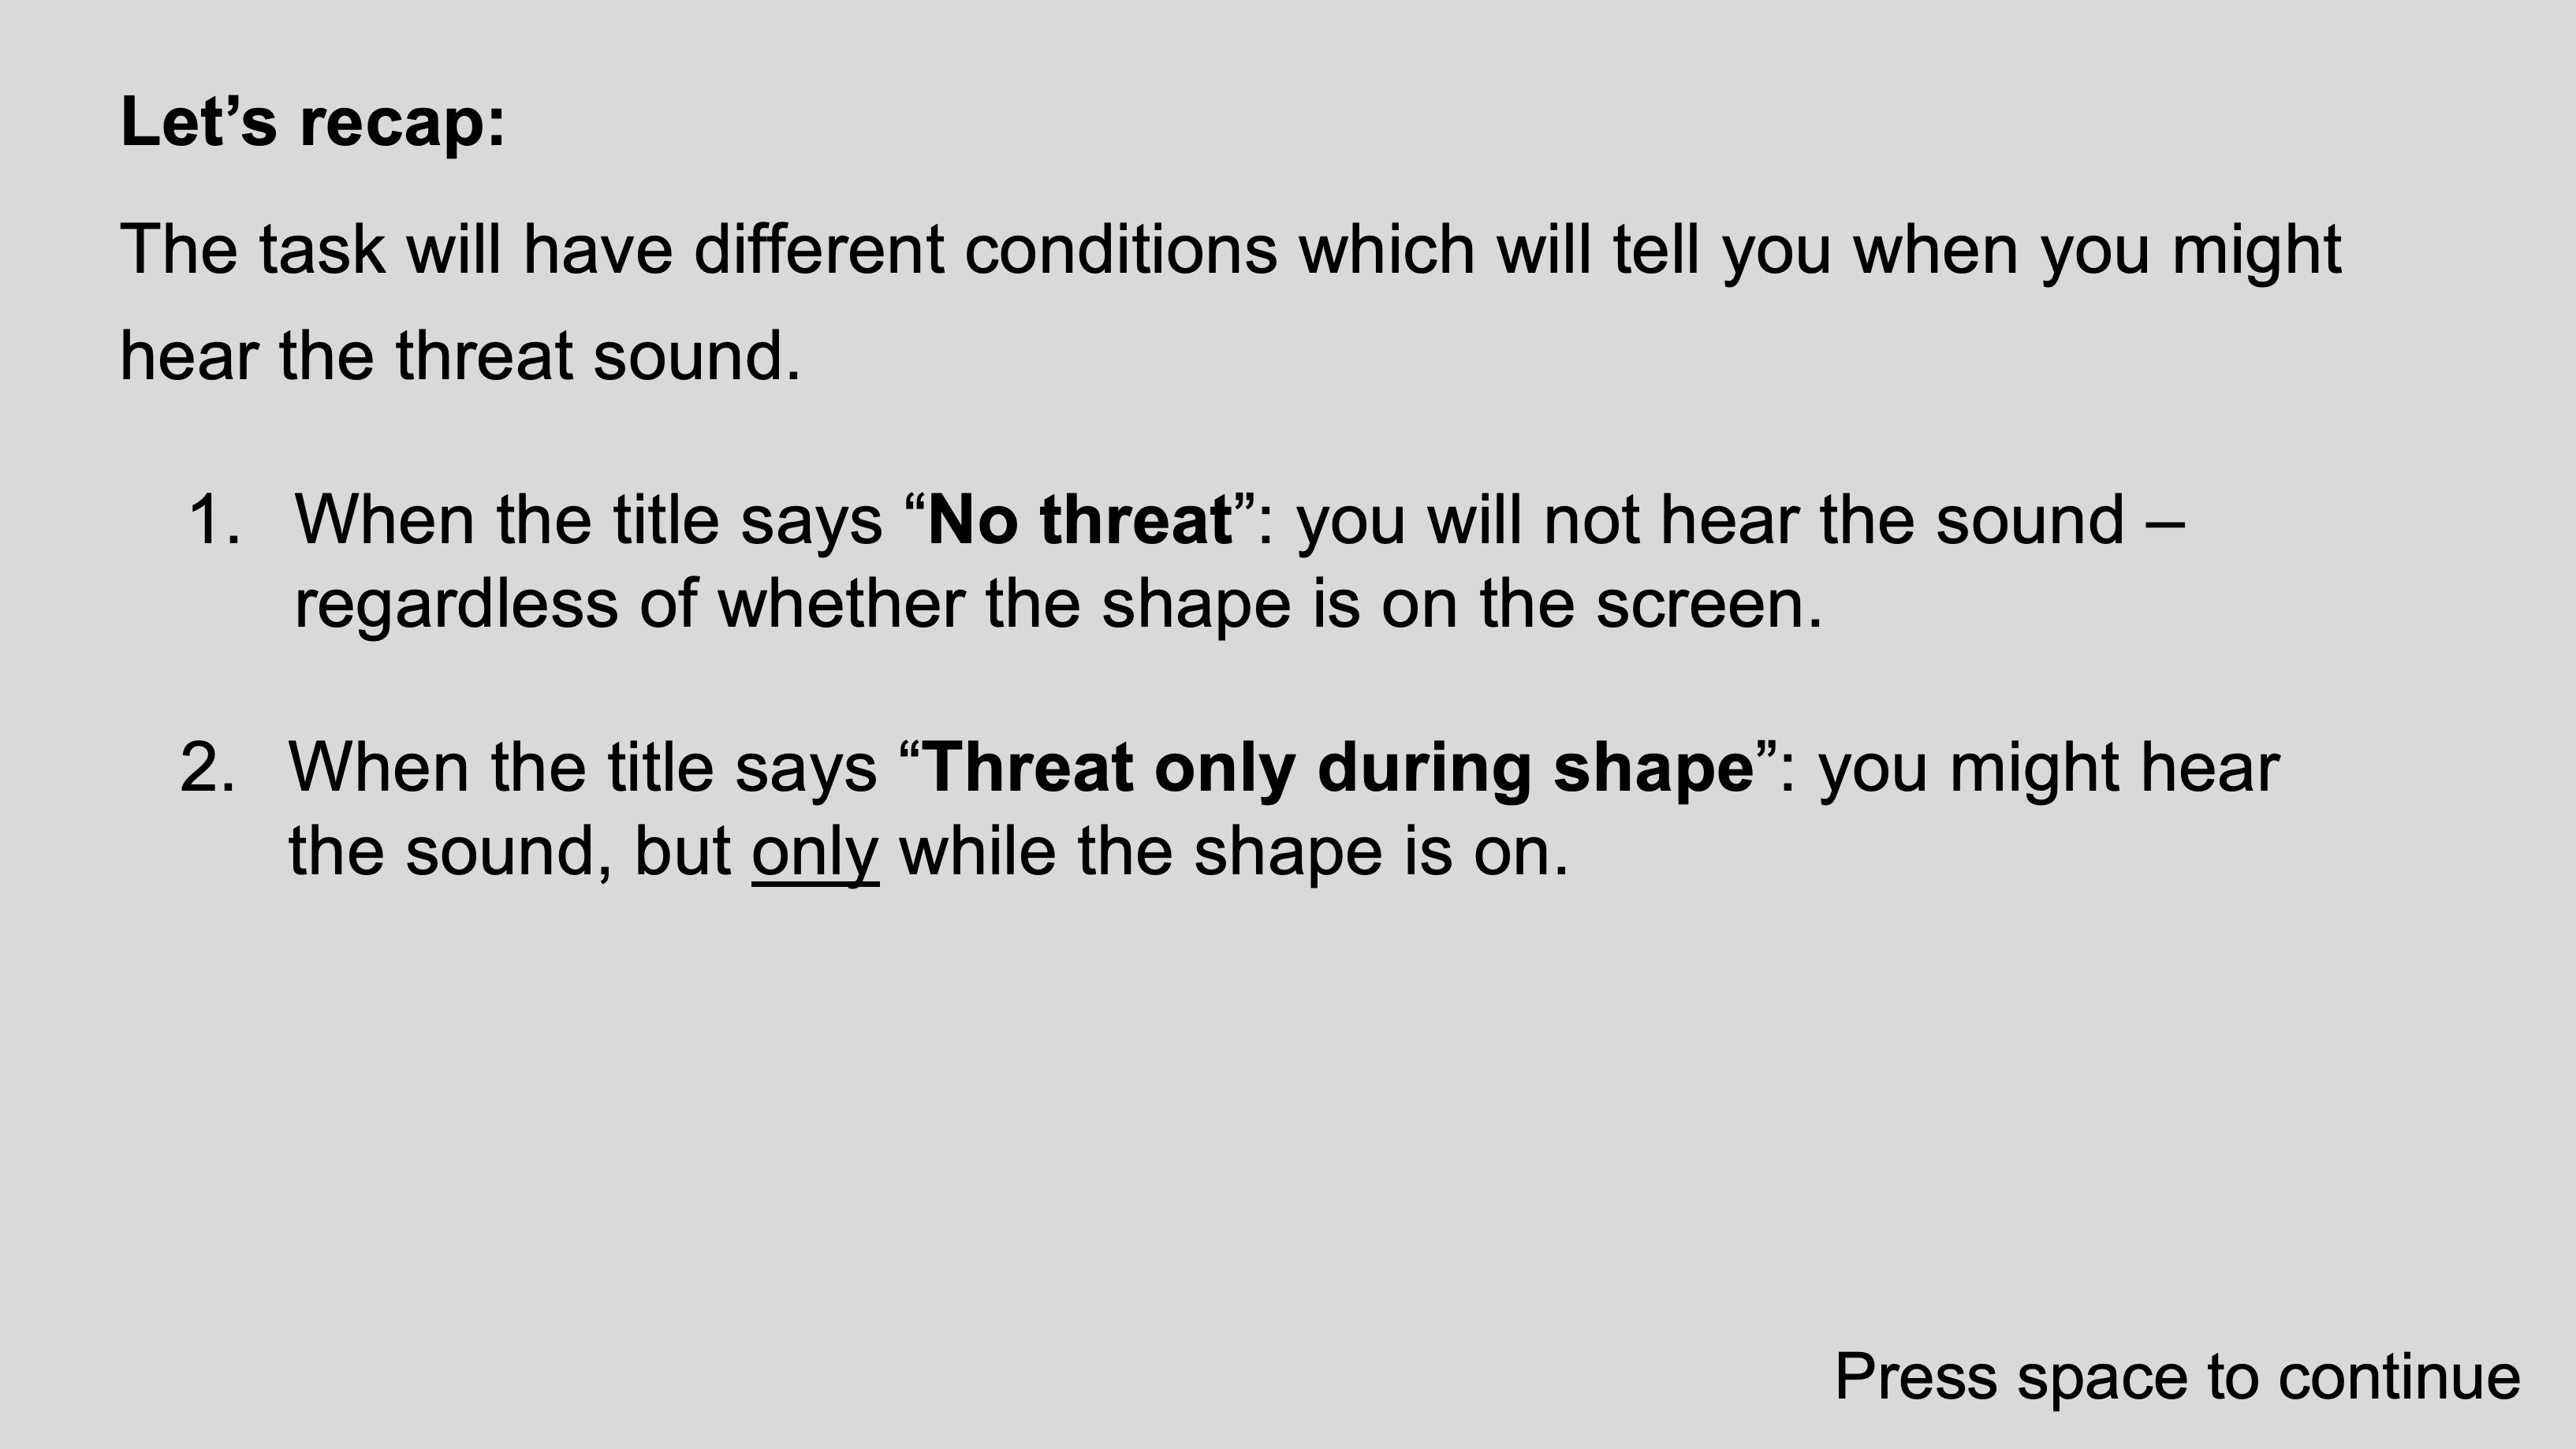 Let’s recap:
The task will have different conditions which will tell you when you might
hear the threat sound.
1. When the title says “No threat”: you will not hear the sound –
regardless of whether the shape is on the screen.
2. When the title says “Threat only during shape”: you might hear
the sound, but only while the shape is on.
Press space to continue